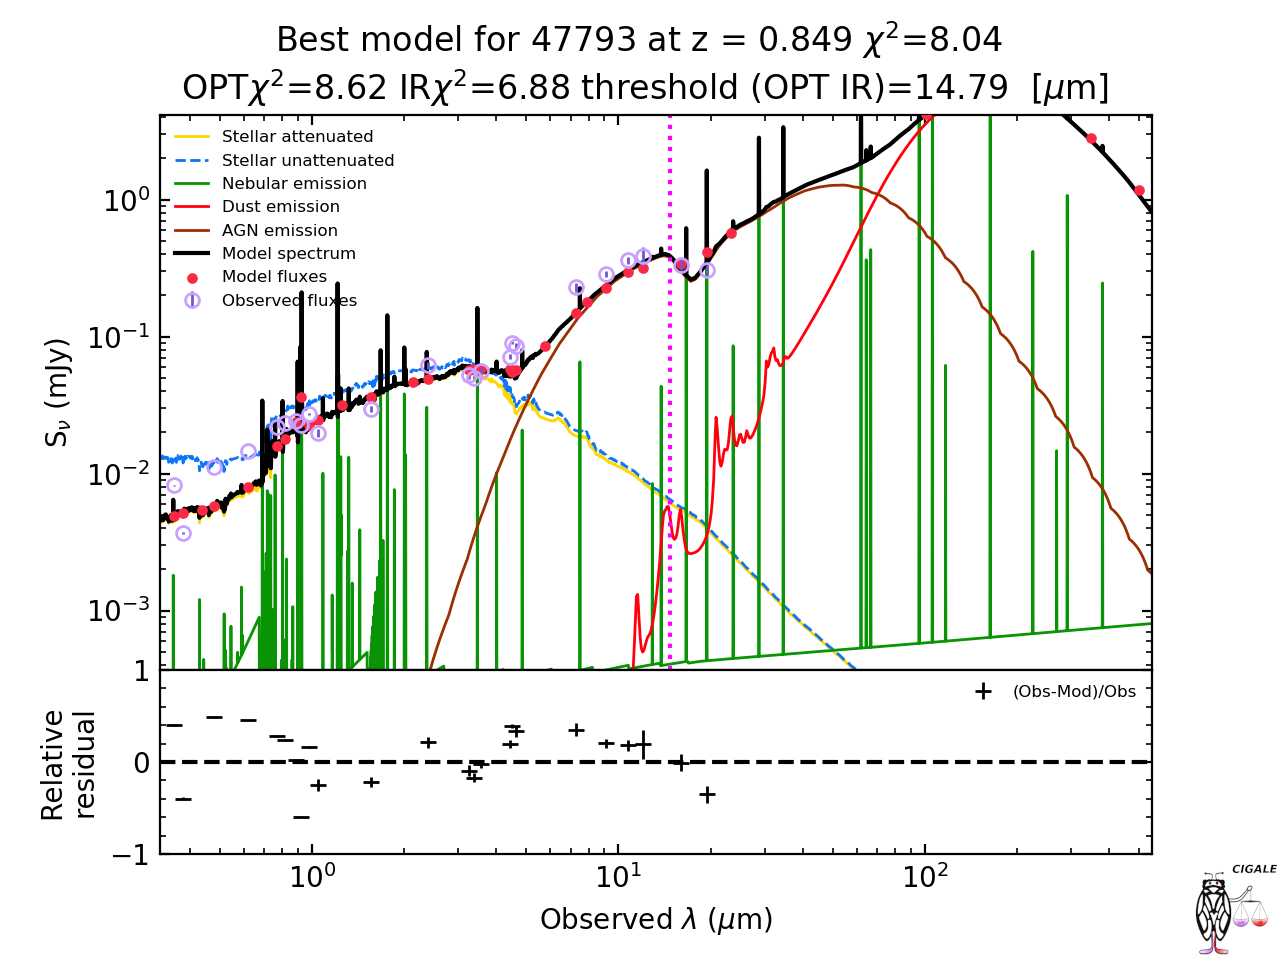 Best model for 47793 at z = 0.849 χ²=8.04
OPTχ²=8.62 IRχ²=6.88 threshold (OPT IR)=14.79 [μm]
Stellar attenuated
Stellar unattenuated
Nebular emission
Dust emission
AGN emission
Model spectrum
Model fluxes
Observed fluxes
10⁰
10⁻¹
10⁻²
10⁻³
S_ν (mJy)
1
0
−1
Relative
residual
(Obs-Mod)/Obs
10⁰ 10¹ 10²
Observed λ (μm)
CIGALE